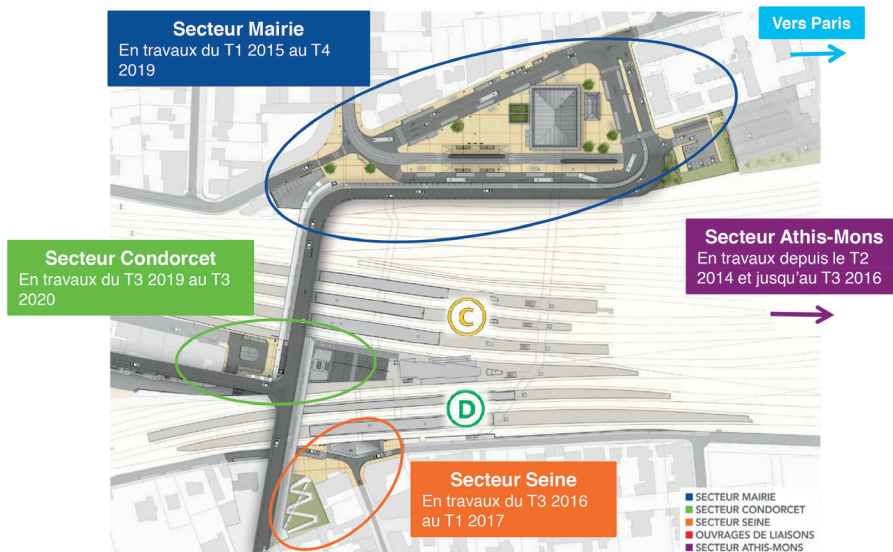 Secteur Mairie
En travaux du T1 2015 au T4
2019
Vers Paris
Secteur Condorcet
En travaux du T3 2019 au T3
2020
Secteur Athis-Mons
En travaux depuis le T2
2014 et jusqu'au T3 2016
C
D
Secteur Seine
En travaux du T3 2016
au T1 2017
SECTEUR MAIRIE
SECTEUR CONDORCET
SECTEUR SEINE
OUVRAGES DE LIAISONS
SECTEUR ATHIS-MONS